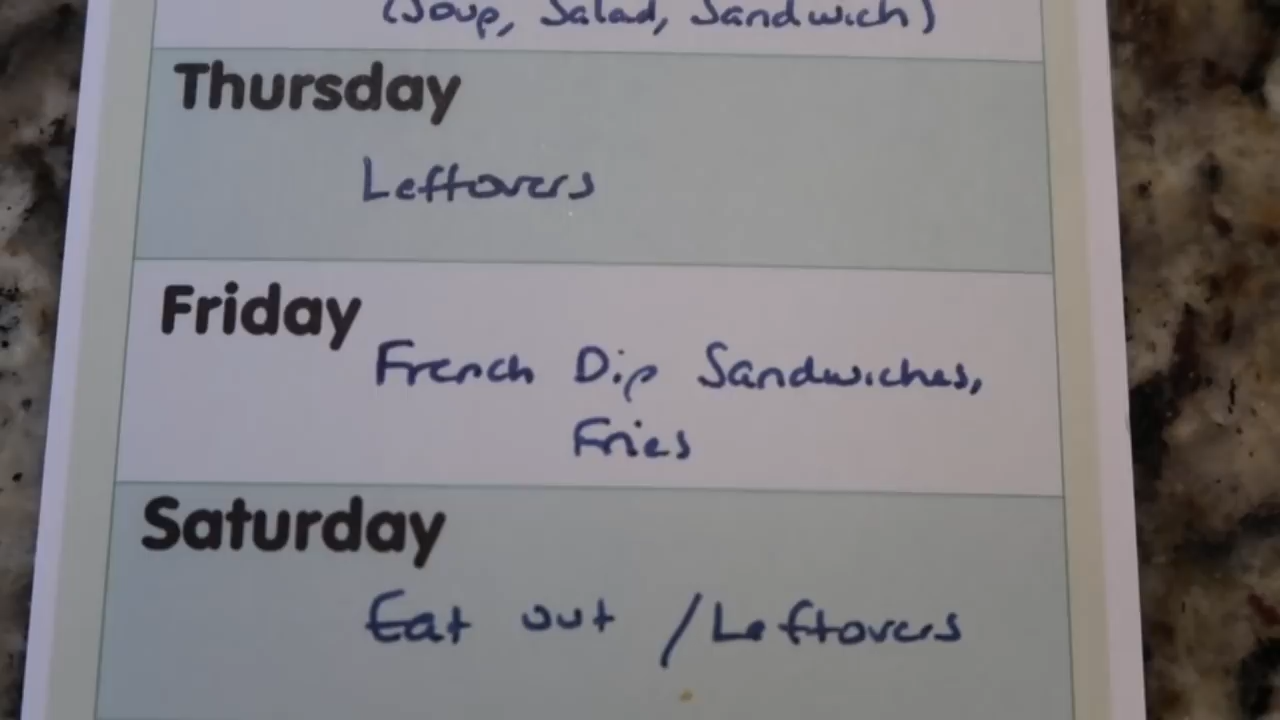 (Soup, Salad, Sandwich)
Thursday
Leftovers
Friday
French Dip Sandwiches,
Fries
Saturday
Eat out / Leftovers